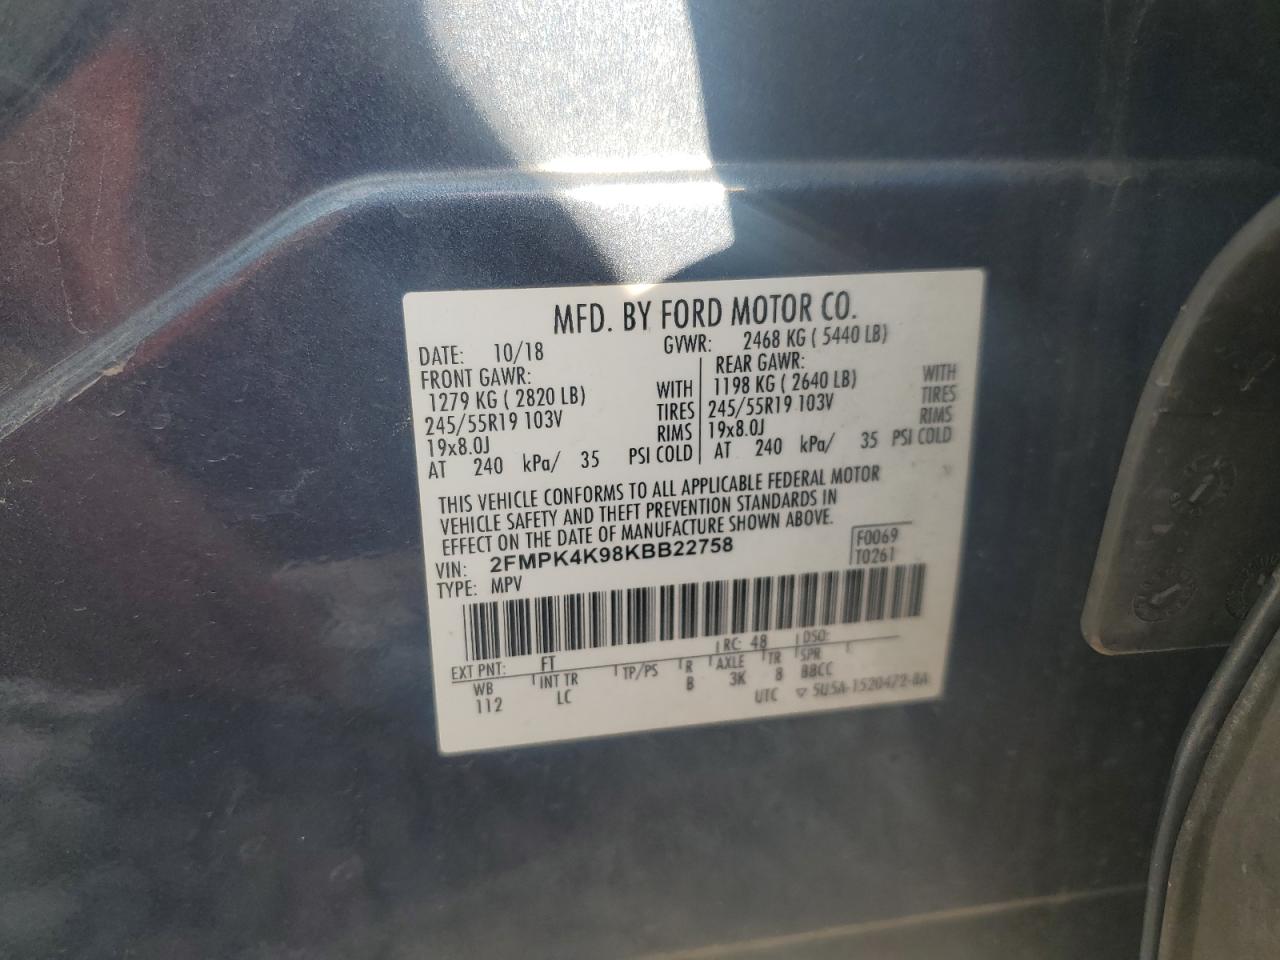 MFD. BY FORD MOTOR CO.
DATE: 10/18 GVWR: 2468 KG ( 5440 LB)
FRONT GAWR: REAR GAWR:
1279 KG ( 2820 LB) WITH 1198 KG ( 2640 LB) WITH
245/55R19 103V TIRES 245/55R19 103V TIRES
19x8.0J RIMS 19x8.0J RIMS
AT 240 kPa/ 35 PSI COLD AT 240 kPa/ 35 PSI COLD
THIS VEHICLE CONFORMS TO ALL APPLICABLE FEDERAL MOTOR
VEHICLE SAFETY AND THEFT PREVENTION STANDARDS IN
EFFECT ON THE DATE OF MANUFACTURE SHOWN ABOVE.
VIN: 2FMPK4K98KBB22758 F0069
TYPE: MPV T0261
EXT PNT: FT RC: 48 DSO:
WB INT TR TP/PS R AXLE TR SPR
112 LC B 3K 8 BBCC
UTC ▽ 5U5A-1520472-BA